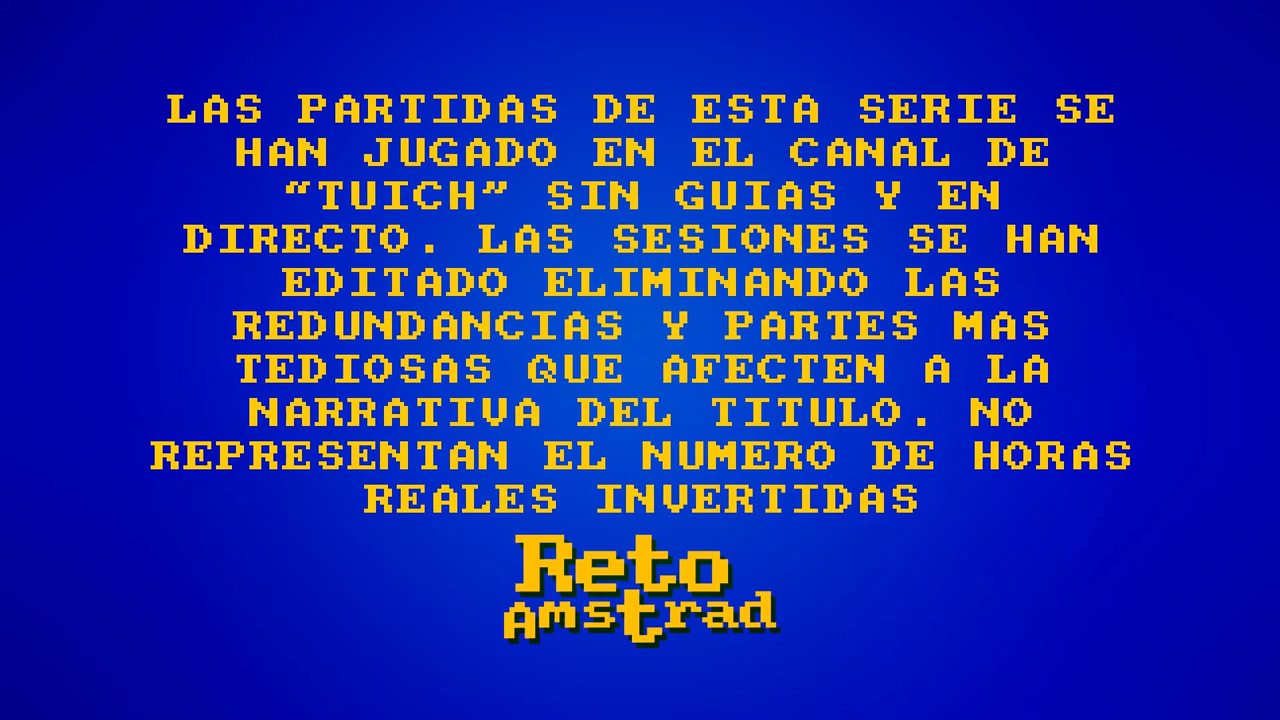 LAS PARTIDAS DE ESTA SERIE SE
HAN JUGADO EN EL CANAL DE
"TUICH" SIN GUIAS Y EN
DIRECTO. LAS SESIONES SE HAN
EDITADO ELIMINANDO LAS
REDUNDANCIAS Y PARTES MAS
TEDIOSAS QUE AFECTEN A LA
NARRATIVA DEL TITULO. NO
REPRESENTAN EL NUMERO DE HORAS
REALES INVERTIDAS
Reto
Amstrad